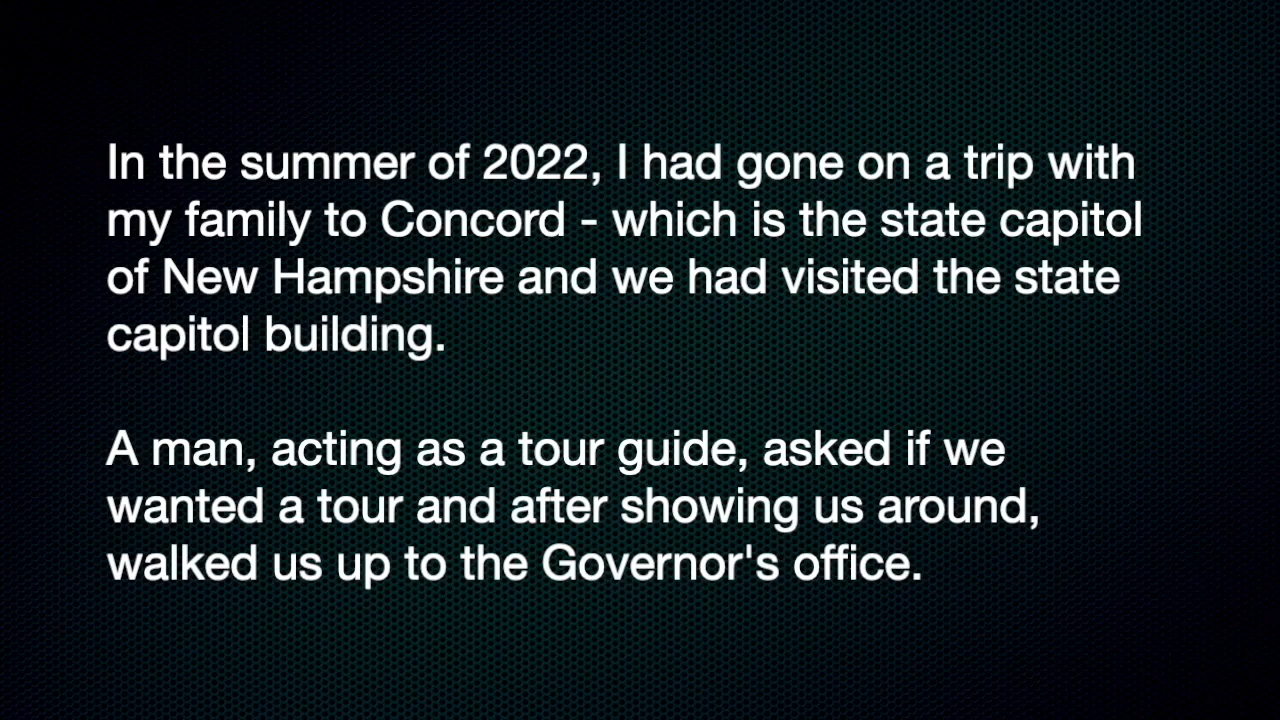 In the summer of 2022, I had gone on a trip with
my family to Concord - which is the state capitol
of New Hampshire and we had visited the state
capitol building.
A man, acting as a tour guide, asked if we
wanted a tour and after showing us around,
walked us up to the Governor's office.